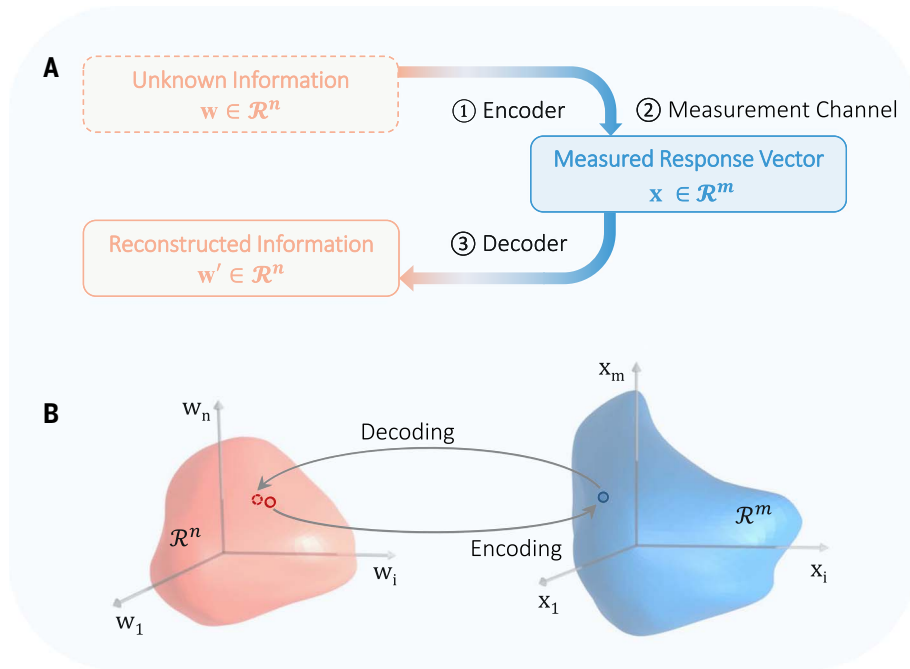 A
Unknown Information
w ∈ ℛⁿ
① Encoder
② Measurement Channel
Measured Response Vector
x ∈ ℛᵐ
③ Decoder
Reconstructed Information
w′ ∈ ℛⁿ
B
wₙ
xₘ
Decoding
ℛⁿ
ℛᵐ
Encoding
wᵢ
xᵢ
w₁
x₁